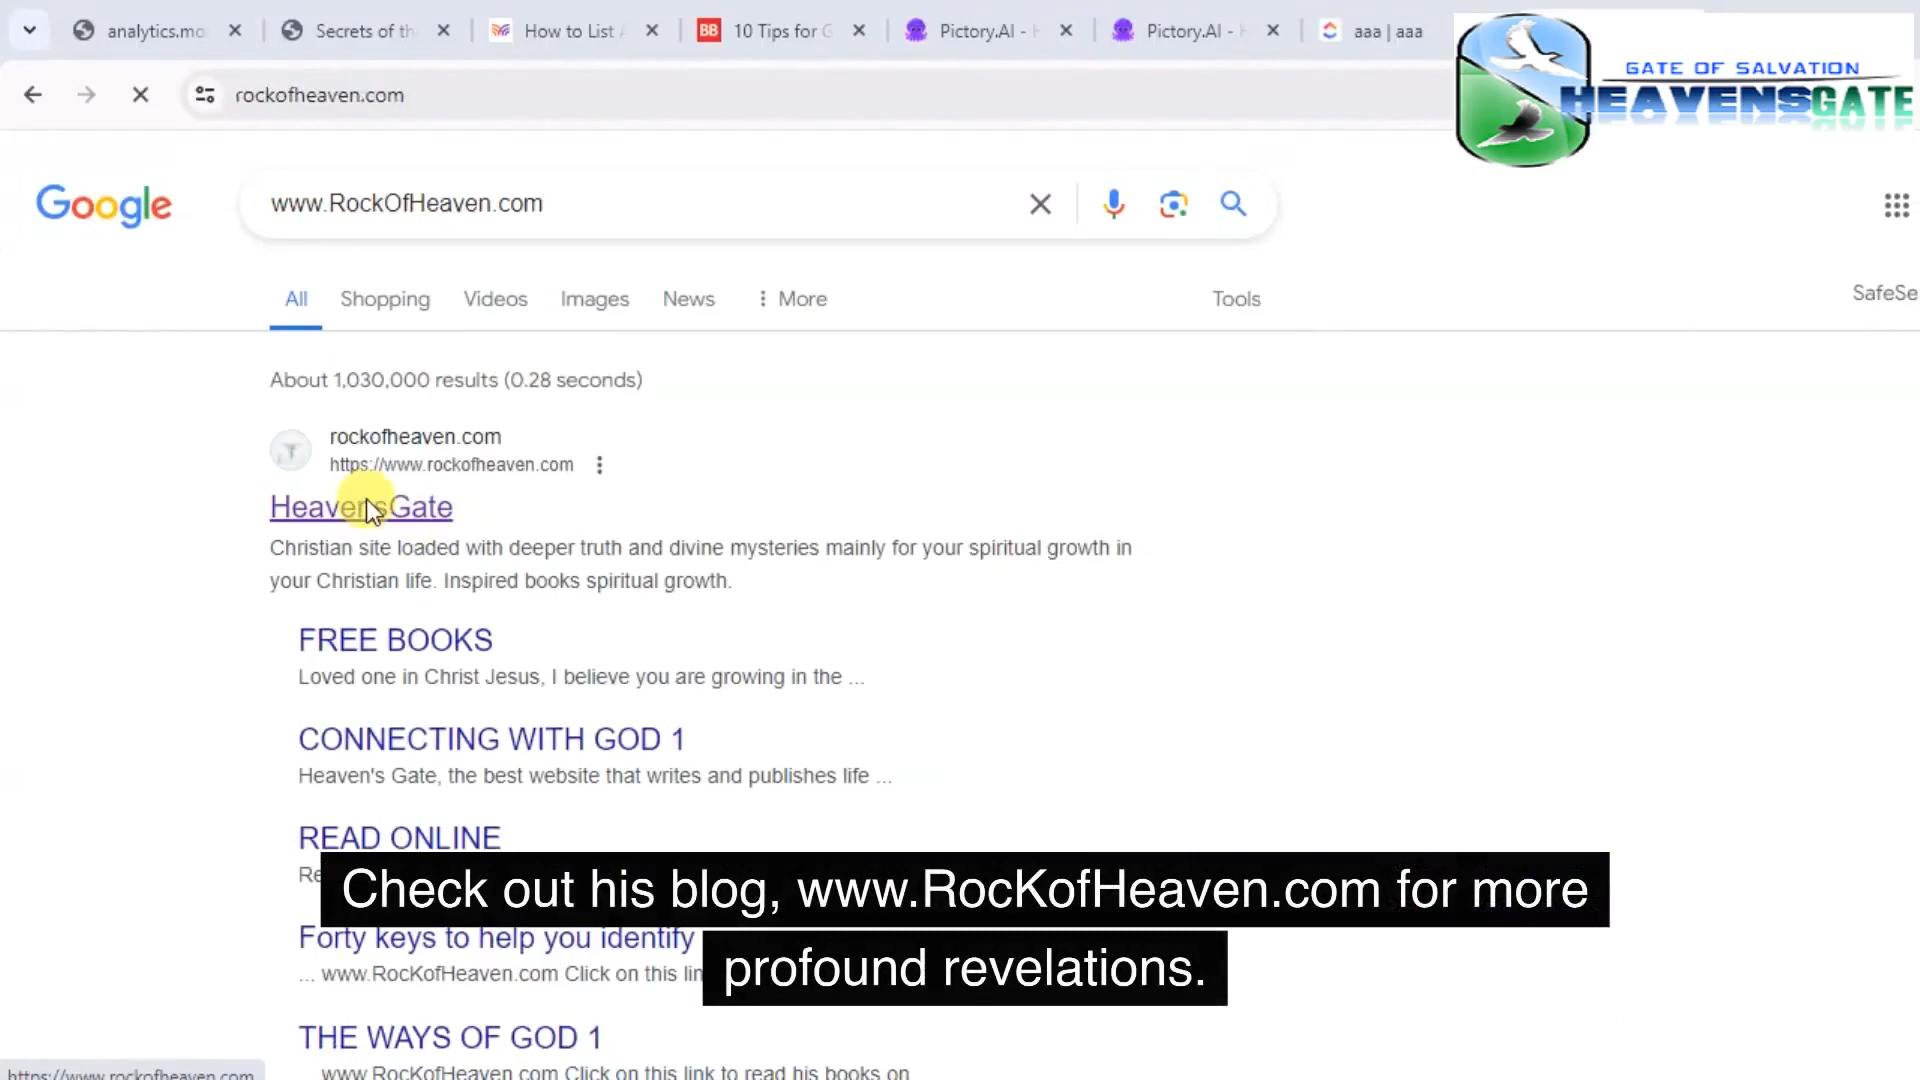 analytics.mo
Secrets of th
How to List
BB
10 Tips for G
Pictory.AI -
Pictory.AI -
aaa | aaa
GATE OF SALVATION
HEAVENSGATE
rockofheaven.com
Google
www.RockOfHeaven.com
All
Shopping
Videos
Images
News
More
Tools
SafeSe
About 1,030,000 results (0.28 seconds)
rockofheaven.com
https://www.rockofheaven.com
HeavensGate
Christian site loaded with deeper truth and divine mysteries mainly for your spiritual growth in
your Christian life. Inspired books spiritual growth.
FREE BOOKS
Loved one in Christ Jesus, I believe you are growing in the ...
CONNECTING WITH GOD 1
Heaven's Gate, the best website that writes and publishes life ...
READ ONLINE
Re
Check out his blog, www.RocKofHeaven.com for more
profound revelations.
Forty keys to help you identify
... www.RocKofHeaven.com Click on this lin
THE WAYS OF GOD 1
www.RocKofHeaven.com Click on this link to read his books on
https://www.rockofheaven.com